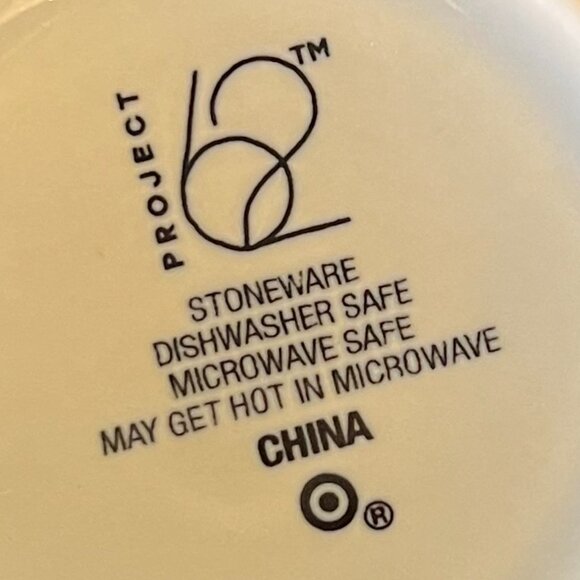 PROJECT
62™
STONEWARE
DISHWASHER SAFE
MICROWAVE SAFE
MAY GET HOT IN MICROWAVE
CHINA
®